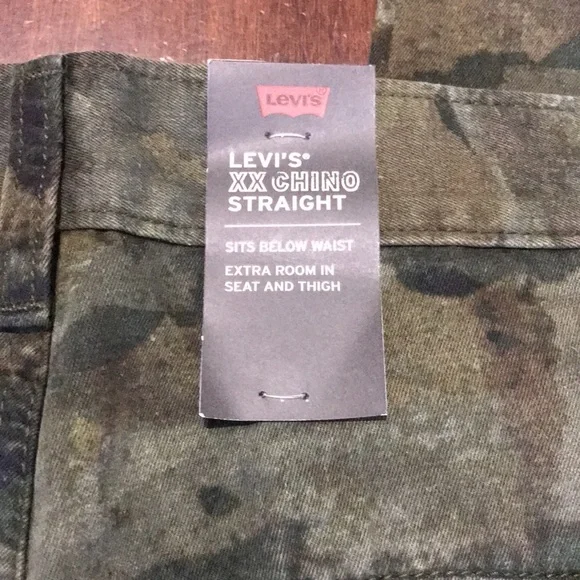 Levi's®
LEVI'S®
XX CHINO
STRAIGHT
SITS BELOW WAIST
EXTRA ROOM IN
SEAT AND THIGH